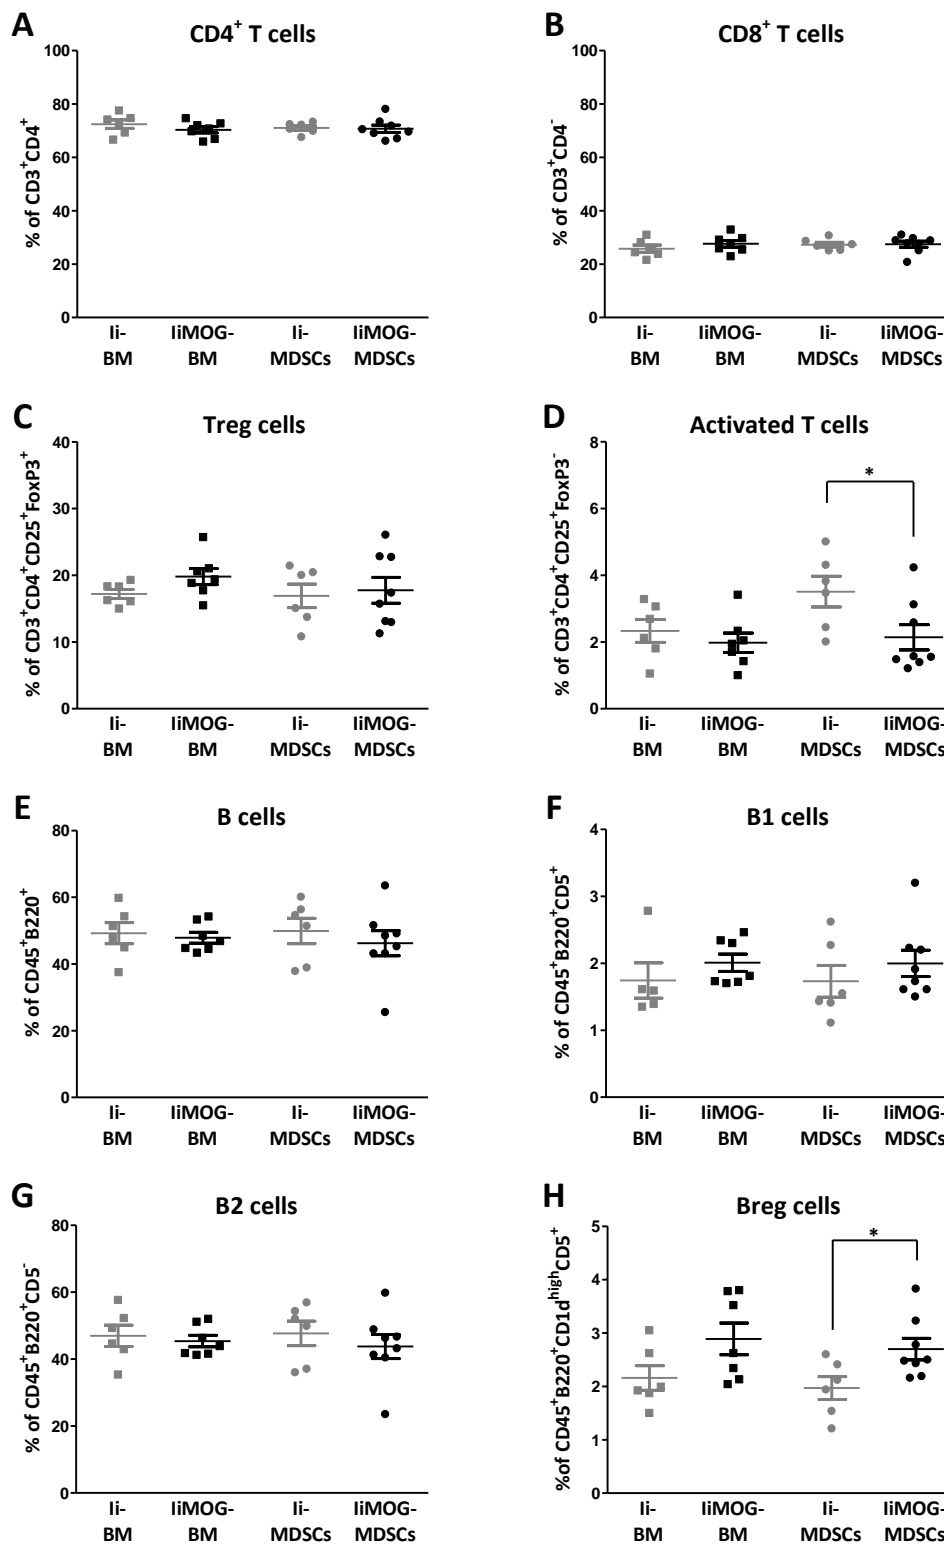 A
CD4⁺ T cells
% of CD3⁺CD4⁺
100
80
60
40
20
0
Ii-
BM
IiMOG-
BM
Ii-
MDSCs
IiMOG-
MDSCs
B
CD8⁺ T cells
% of CD3⁺CD4⁻
100
80
60
40
20
0
Ii-
BM
IiMOG-
BM
Ii-
MDSCs
IiMOG-
MDSCs
C
Treg cells
% of CD3⁺CD4⁺CD25⁺FoxP3⁺
40
30
20
10
0
Ii-
BM
IiMOG-
BM
Ii-
MDSCs
IiMOG-
MDSCs
D
Activated T cells
% of CD3⁺CD4⁺CD25⁺FoxP3⁻
8
6
4
2
0
*
Ii-
BM
IiMOG-
BM
Ii-
MDSCs
IiMOG-
MDSCs
E
B cells
% of CD45⁺B220⁺
80
60
40
20
0
Ii-
BM
IiMOG-
BM
Ii-
MDSCs
IiMOG-
MDSCs
F
B1 cells
% of CD45⁺B220⁺CD5⁺
4
3
2
1
0
Ii-
BM
IiMOG-
BM
Ii-
MDSCs
IiMOG-
MDSCs
G
B2 cells
% of CD45⁺B220⁺CD5⁻
80
60
40
20
0
Ii-
BM
IiMOG-
BM
Ii-
MDSCs
IiMOG-
MDSCs
H
Breg cells
%of CD45⁺B220⁺CD1d^high CD5⁺
5
4
3
2
1
0
*
Ii-
BM
IiMOG-
BM
Ii-
MDSCs
IiMOG-
MDSCs